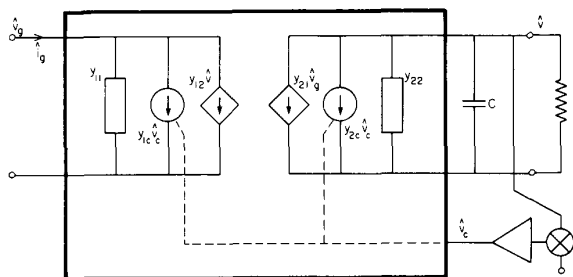 v̂g
îg
y11
y1c v̂c
y12 v̂
y21 v̂g
y2c v̂c
y22
C
v̂
v̂c